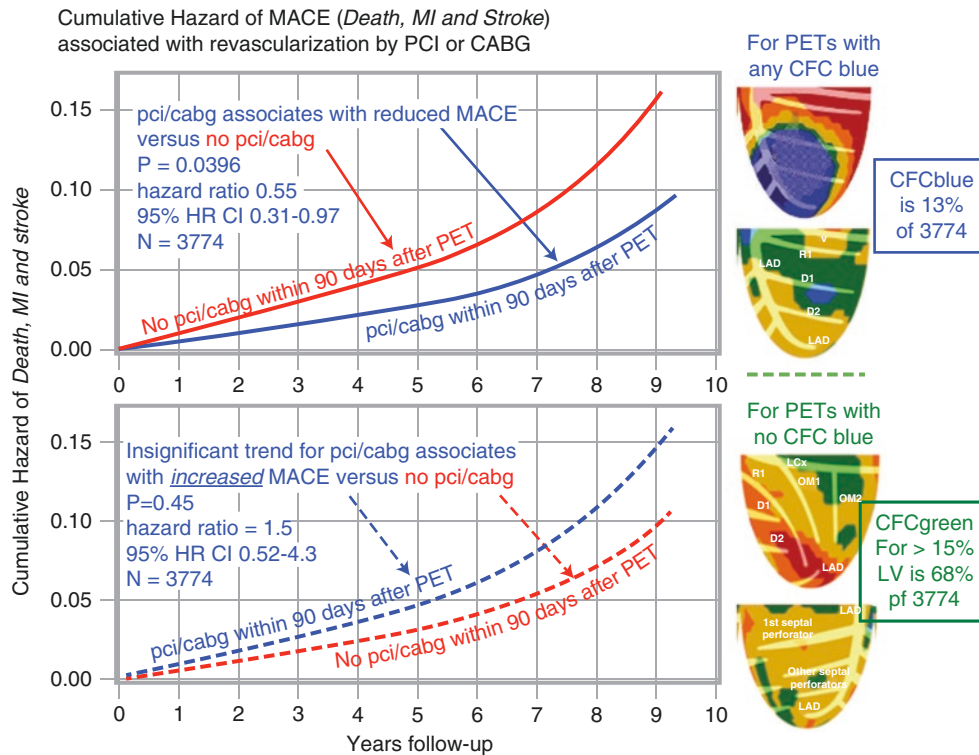 Cumulative Hazard of MACE (Death, MI and Stroke)
associated with revascularization by PCI or CABG
Cumulative Hazard of Death, MI and stroke
0.15
0.10
0.05
0.00
pci/cabg associates with reduced MACE
versus no pci/cabg
P = 0.0396
hazard ratio 0.55
95% HR CI 0.31-0.97
N = 3774
No pci/cabg within 90 days after PET
pci/cabg within 90 days after PET
0 1 2 3 4 5 6 7 8 9 10
For PETs with
any CFC blue
CFCblue
is 13%
of 3774
V
R1
LAD
D1
D2
LAD
0.15
0.10
0.05
0.00
Insignificant trend for pci/cabg associates
with increased MACE versus no pci/cabg
P=0.45
hazard ratio = 1.5
95% HR CI 0.52-4.3
N = 3774
pci/cabg within 90 days after PET
No pci/cabg within 90 days after PET
0 1 2 3 4 5 6 7 8 9 10
Years follow-up
For PETs with
no CFC blue
LCx
R1
OM1
D1
OM2
D2
LAD
CFCgreen
For > 15%
LV is 68%
pf 3774
LAD
1st septal
perforator
Other septal
perforators
LAD